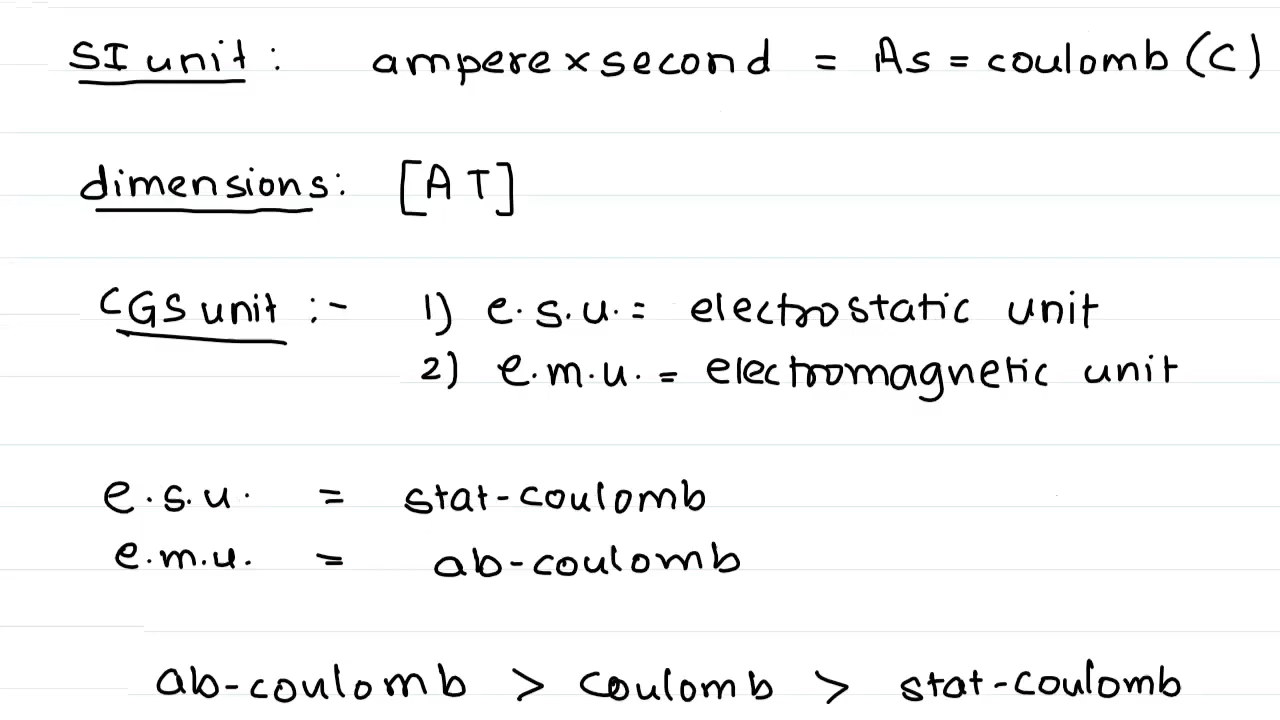 SI unit : ampere x second = As = coulomb (C)
dimensions: [A T]
CGS unit :- 1) e.s.u. = electrostatic unit
2) e.m.u. = electromagnetic unit
e.s.u. = stat-coulomb
e.m.u. = ab-coulomb
ab-coulomb > coulomb > stat-coulomb